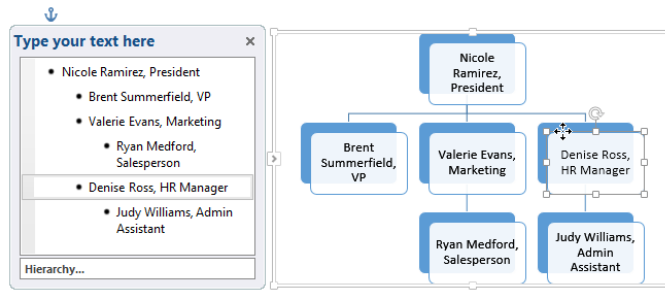 Type your text here
Nicole Ramirez, President
Brent Summerfield, VP
Valerie Evans, Marketing
Ryan Medford,
Salesperson
Denise Ross, HR Manager
Judy Williams, Admin
Assistant
Hierarchy...
Nicole
Ramirez,
President
Brent
Summerfield,
VP
Valerie Evans,
Marketing
Denise Ross,
HR Manager
Ryan Medford,
Salesperson
Judy Williams,
Admin
Assistant